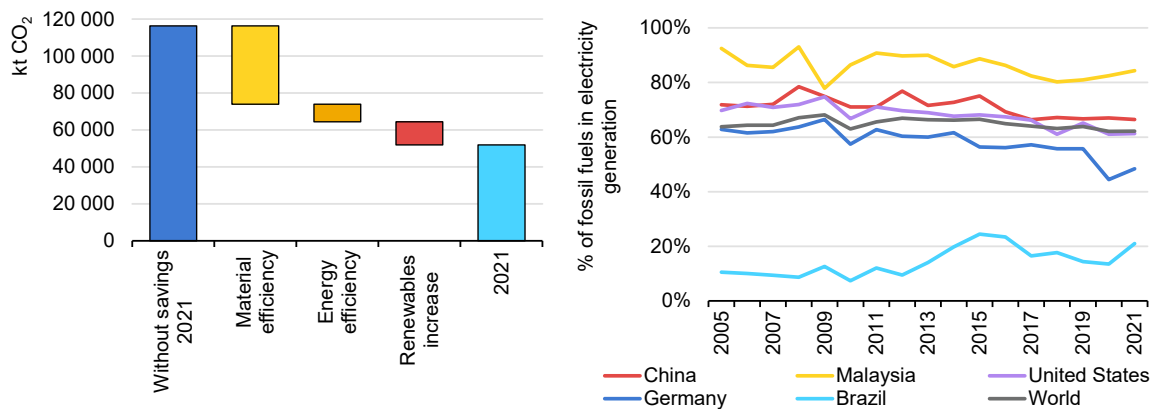 kt CO₂
120 000
100 000
80 000
60 000
40 000
20 000
0
Without savings
2021
Material
efficiency
Energy
efficiency
Renewables
increase
2021
% of fossil fuels in electricity
generation
100%
80%
60%
40%
20%
0%
2005
2007
2009
2011
2013
2015
2017
2019
2021
China
Malaysia
United States
Germany
Brazil
World